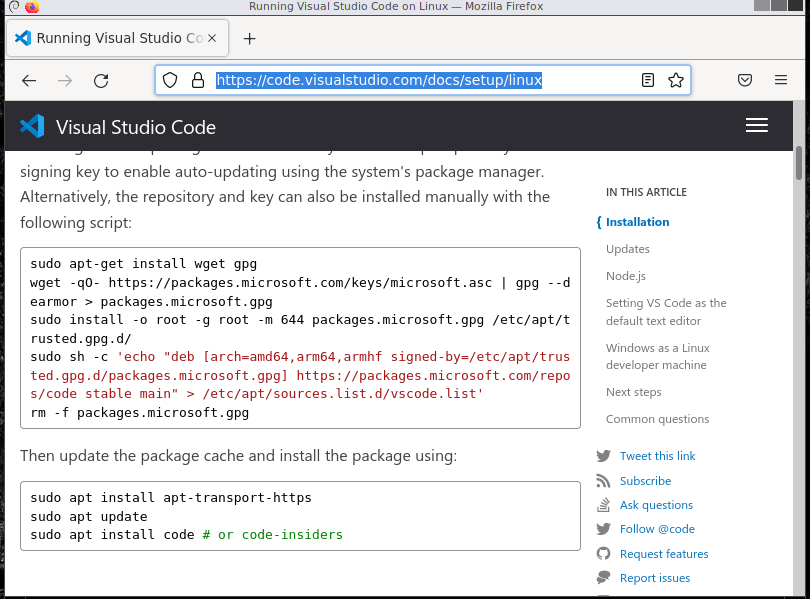 Running Visual Studio Code on Linux — Mozilla Firefox
Running Visual Studio Co
https://code.visualstudio.com/docs/setup/linux
Visual Studio Code
signing key to enable auto-updating using the system's package manager.
Alternatively, the repository and key can also be installed manually with the
following script:
sudo apt-get install wget gpg
wget -qO- https://packages.microsoft.com/keys/microsoft.asc | gpg --d
earmor > packages.microsoft.gpg
sudo install -o root -g root -m 644 packages.microsoft.gpg /etc/apt/t
rusted.gpg.d/
sudo sh -c 'echo "deb [arch=amd64,arm64,armhf signed-by=/etc/apt/trus
ted.gpg.d/packages.microsoft.gpg] https://packages.microsoft.com/repo
s/code stable main" > /etc/apt/sources.list.d/vscode.list'
rm -f packages.microsoft.gpg
Then update the package cache and install the package using:
sudo apt install apt-transport-https
sudo apt update
sudo apt install code # or code-insiders
IN THIS ARTICLE
{ Installation
Updates
Node.js
Setting VS Code as the
default text editor
Windows as a Linux
developer machine
Next steps
Common questions
Tweet this link
Subscribe
Ask questions
Follow @code
Request features
Report issues